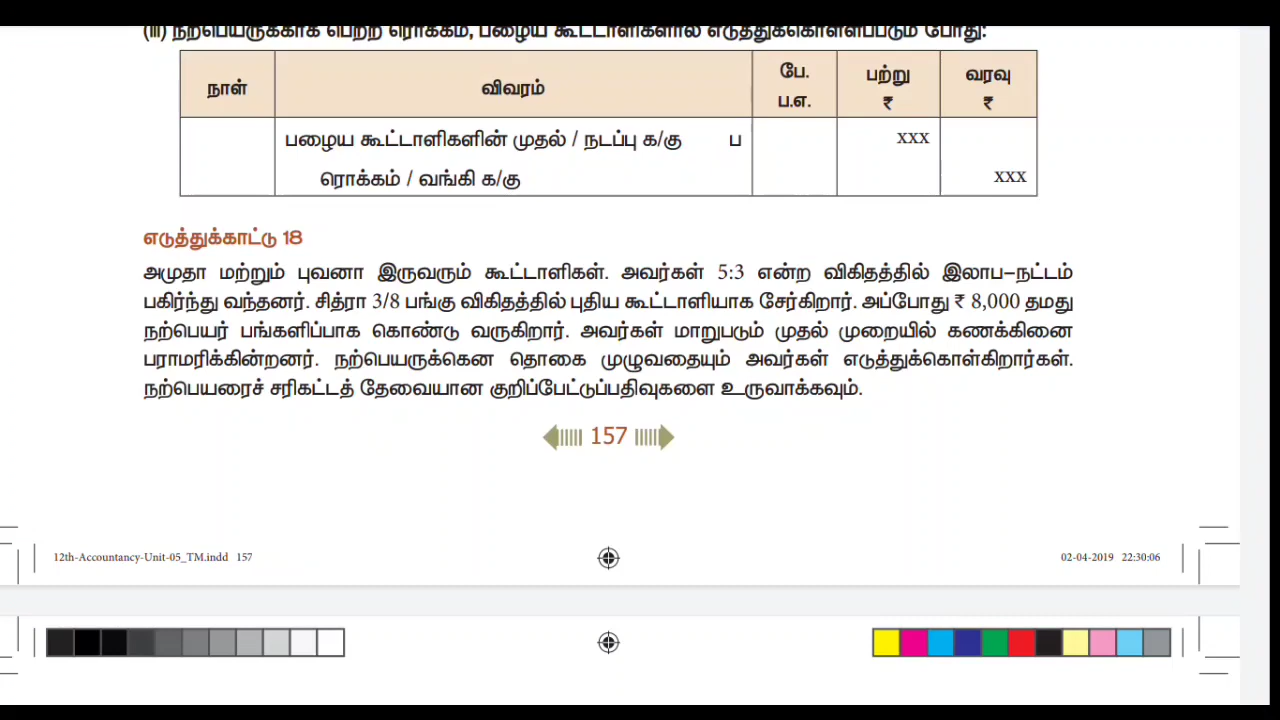 (iii) நற்பெயருக்காக பெற்ற ரொக்கம், பழைய கூட்டாளிகளால் எடுத்துக்கொள்ளப்படும் போது:
நாள் விவரம் பே. ப.எ. பற்று ₹ வரவு ₹
பழைய கூட்டாளிகளின் முதல் / நடப்பு க/கு ப xxx
ரொக்கம் / வங்கி க/கு xxx
எடுத்துக்காட்டு 18
அமுதா மற்றும் புவனா இருவரும் கூட்டாளிகள். அவர்கள் 5:3 என்ற விகிதத்தில் இலாப–நட்டம்
பகிர்ந்து வந்தனர். சித்ரா 3/8 பங்கு விகிதத்தில் புதிய கூட்டாளியாக சேர்கிறார். அப்போது ₹ 8,000 தமது
நற்பெயர் பங்களிப்பாக கொண்டு வருகிறார். அவர்கள் மாறுபடும் முதல் முறையில் கணக்கினை
பராமரிக்கின்றனர். நற்பெயருக்கென தொகை முழுவதையும் அவர்கள் எடுத்துக்கொள்கிறார்கள்.
நற்பெயரைச் சரிகட்டத் தேவையான குறிப்பேட்டுப்பதிவுகளை உருவாக்கவும்.
157
12th-Accountancy-Unit-05_TM.indd 157 02-04-2019 22:30:06